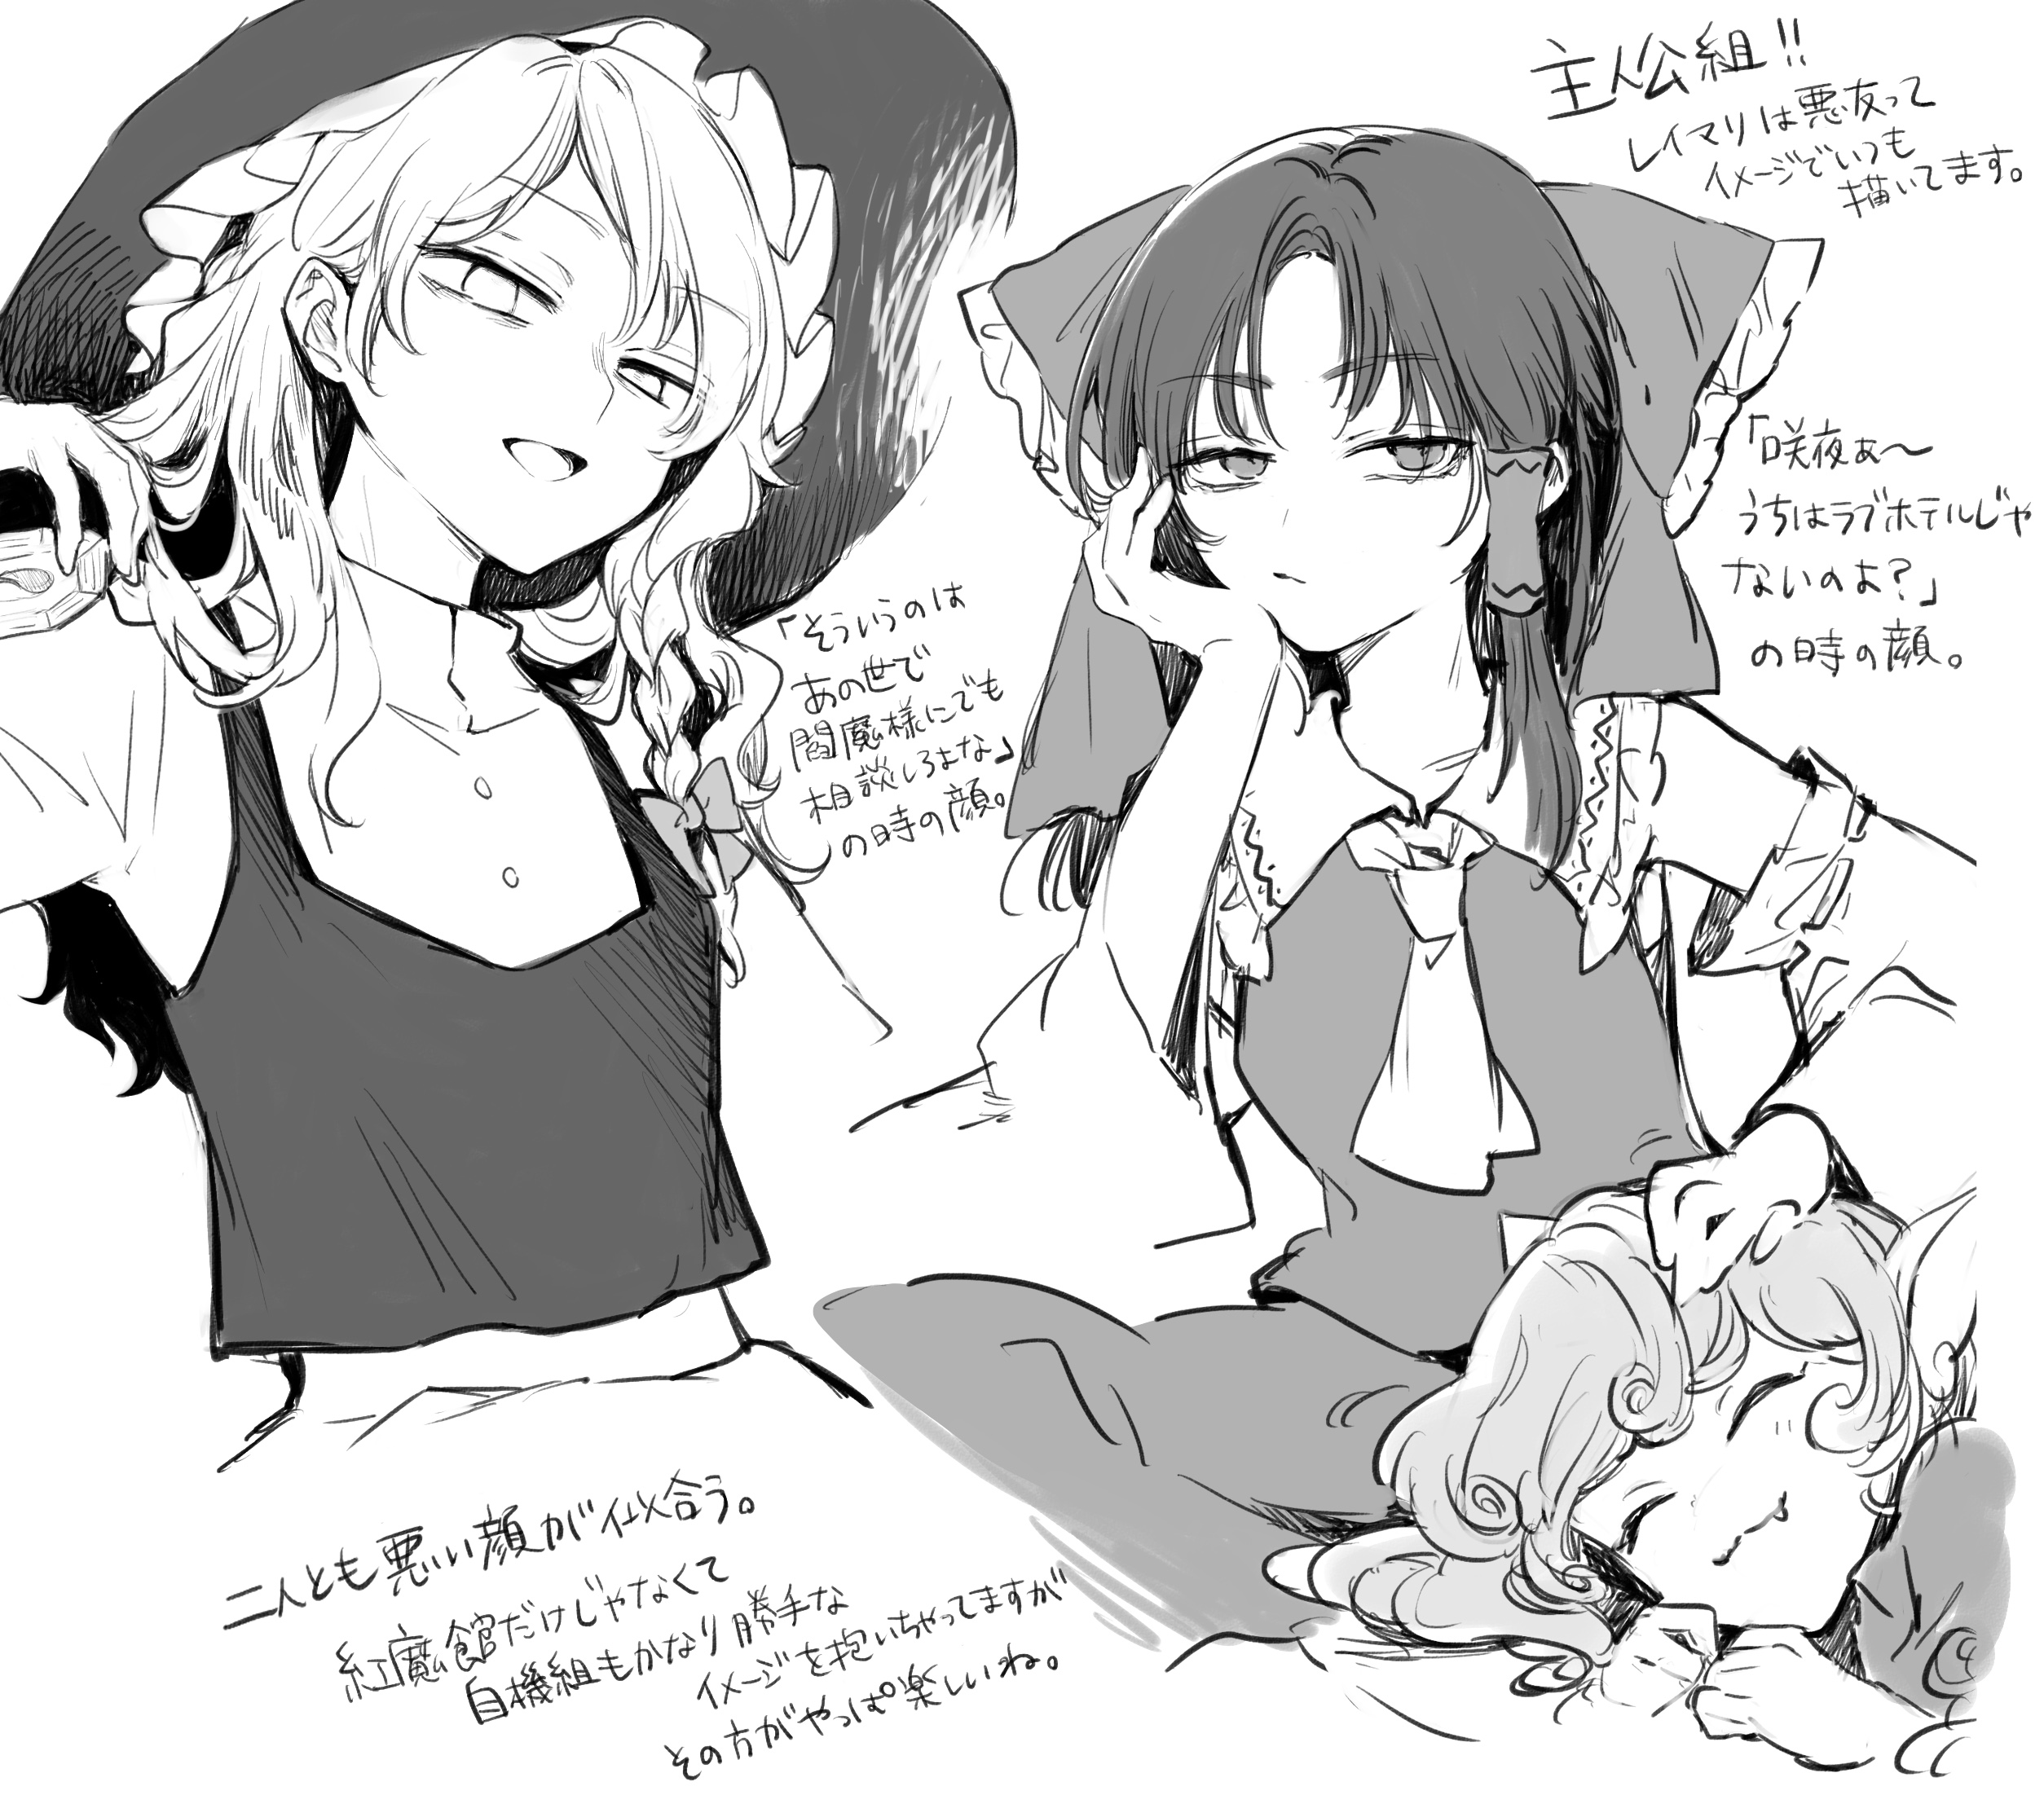 主人公組!!
レイマリは悪友って
イメージでいつも
描いてます。
「咲夜ぁ〜
うちはラブホテルじゃ
ないのよ?」
の時の顔。
「そういうのは
あの世で
閻魔様にでも
相談しろよな」
の時の顔。
二人とも悪い顔が似合う。
紅魔館だけじゃなくて
自機組もかなり勝手な
イメージを抱いちゃってますが
その方がやっぱ楽しいね。